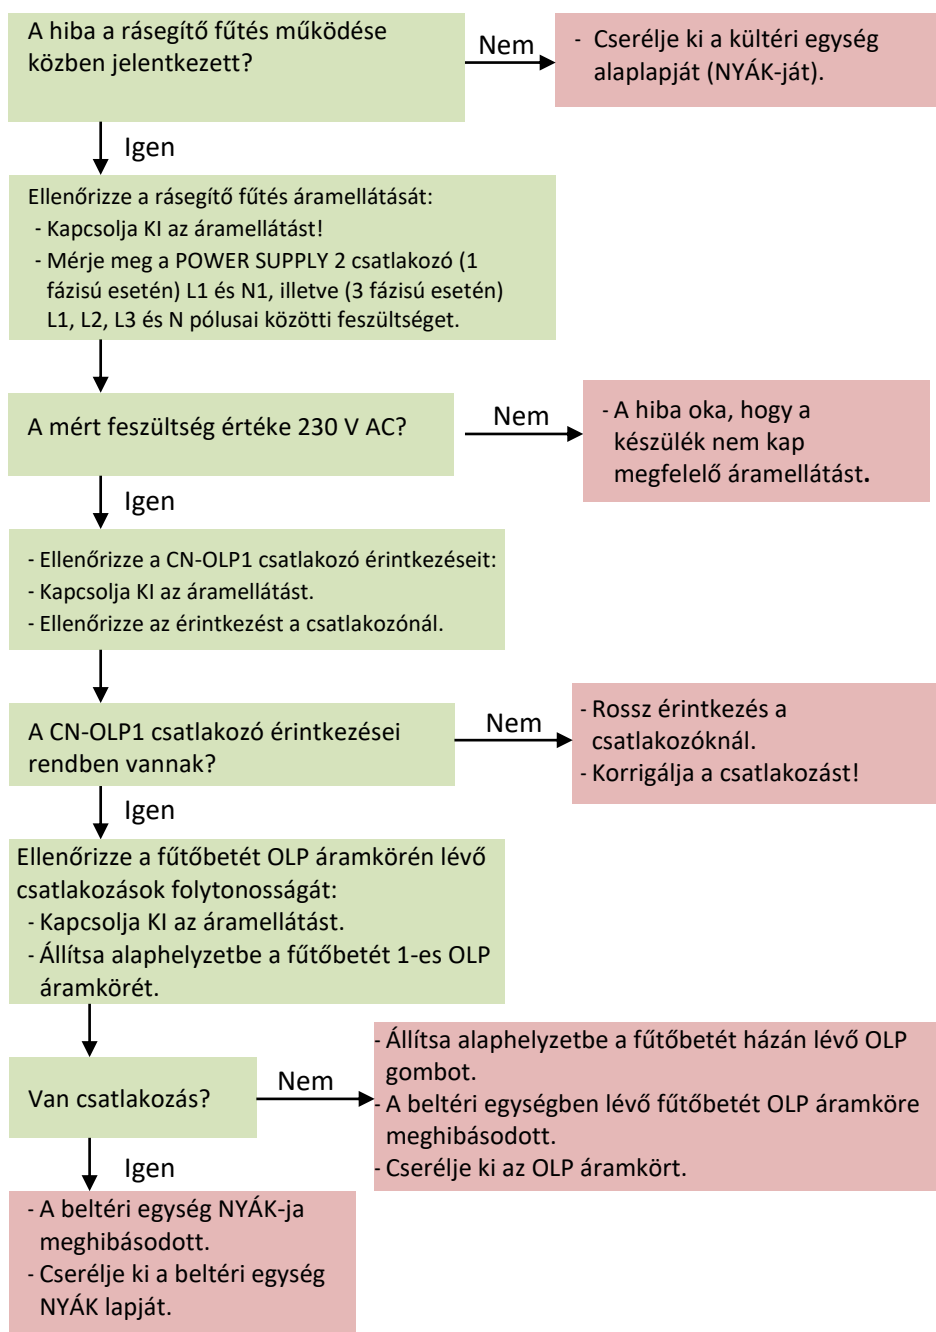 A hiba a rásegítő fűtés működése
közben jelentkezett?
Nem
- Cserélje ki a kültéri egység
alaplapját (NYÁK-ját).
Igen
Ellenőrizze a rásegítő fűtés áramellátását:
- Kapcsolja KI az áramellátást!
- Mérje meg a POWER SUPPLY 2 csatlakozó (1
fázisú esetén) L1 és N1, illetve (3 fázisú esetén)
L1, L2, L3 és N pólusai közötti feszültséget.
A mért feszültség értéke 230 V AC?
Nem
- A hiba oka, hogy a
készülék nem kap
megfelelő áramellátást.
Igen
- Ellenőrizze a CN-OLP1 csatlakozó érintkezéseit:
- Kapcsolja KI az áramellátást.
- Ellenőrizze az érintkezést a csatlakozónál.
A CN-OLP1 csatlakozó érintkezései
rendben vannak?
Nem
- Rossz érintkezés a
csatlakozóknál.
- Korrigálja a csatlakozást!
Igen
Ellenőrizze a fűtőbetét OLP áramkörén lévő
csatlakozások folytonosságát:
- Kapcsolja KI az áramellátást.
- Állítsa alaphelyzetbe a fűtőbetét 1-es OLP
áramkörét.
Van csatlakozás?
Nem
- Állítsa alaphelyzetbe a fűtőbetét házán lévő OLP
gombot.
- A beltéri egységben lévő fűtőbetét OLP áramköre
meghibásodott.
- Cserélje ki az OLP áramkört.
Igen
- A beltéri egység NYÁK-ja
meghibásodott.
- Cserélje ki a beltéri egység
NYÁK lapját.